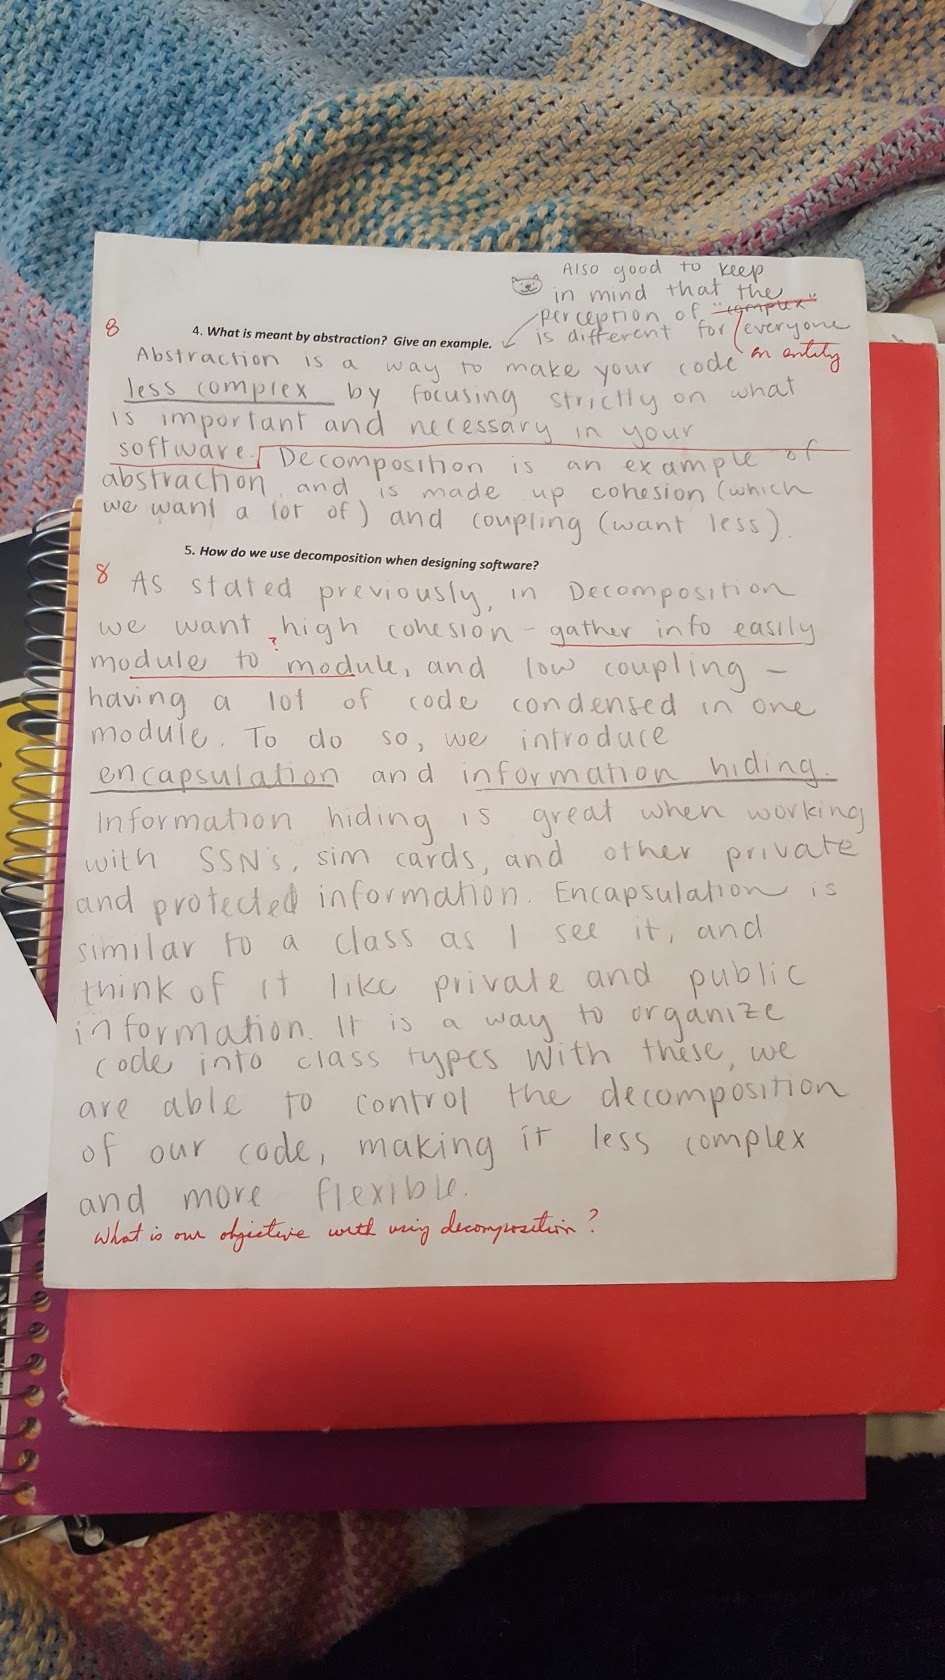 Also good to keep
in mind that the
perception of "complex"
is different for everyone
an entity
8
4. What is meant by abstraction? Give an example.
Abstraction is a way to make your code
less complex by focusing strictly on what
is important and necessary in your
software. Decomposition is an example of
abstraction, and is made up cohesion (which
we want a lot of) and coupling (want less).
5. How do we use decomposition when designing software?
8
As stated previously, in Decomposition
we want high cohesion - gather info easily
?
module to module, and low coupling -
having a lot of code condensed in one
module. To do so, we introduce
encapsulation and information hiding.
Information hiding is great when working
with SSN's, sim cards, and other private
and protected information. Encapsulation is
similar to a class as I see it, and
think of it like private and public
information. It is a way to organize
code into class types with these, we
are able to control the decomposition
of our code, making it less complex
and more flexible.
What is our objective with using decomposition?